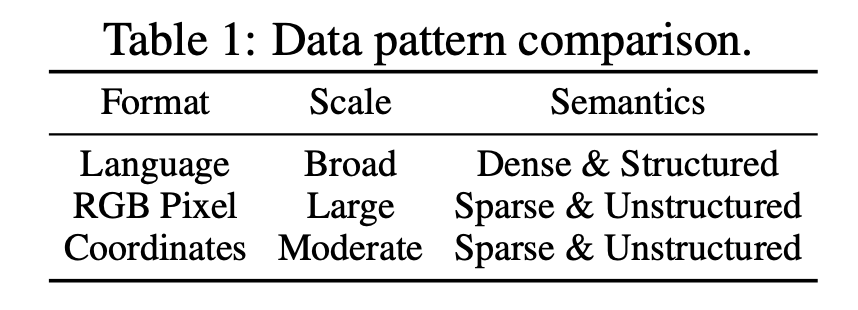 Table 1: Data pattern comparison.
Format Scale Semantics
Language Broad Dense & Structured
RGB Pixel Large Sparse & Unstructured
Coordinates Moderate Sparse & Unstructured